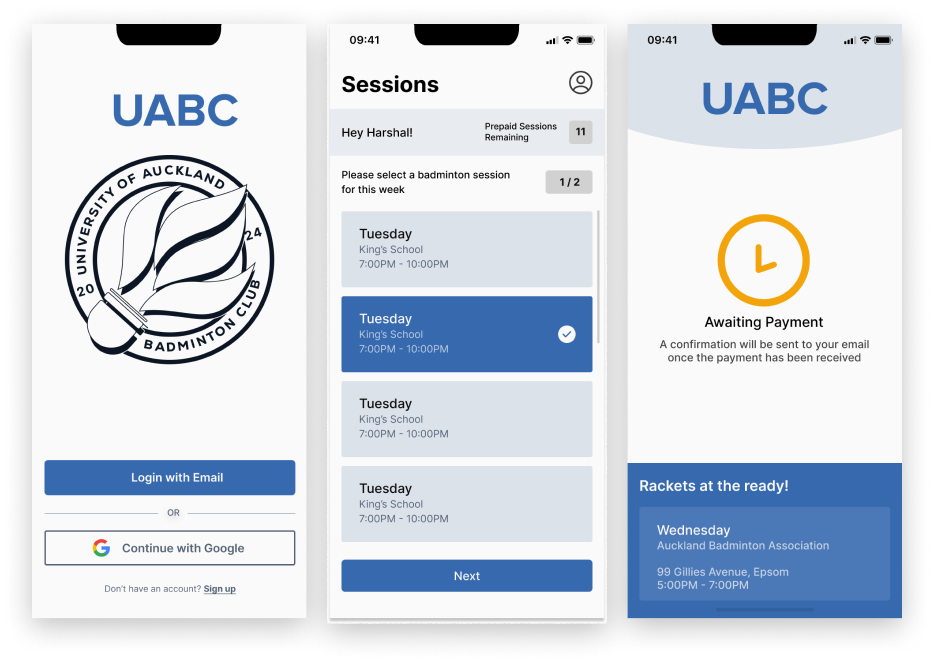 UABC
UNIVERSITY OF AUCKLAND
20
24
BADMINTON CLUB
Login with Email
OR
Continue with Google
Don't have an account? Sign up
09:41
Sessions
Hey Harshal!
Prepaid Sessions
Remaining
11
Please select a badminton session
for this week
1 / 2
Tuesday
King's School
7:00PM - 10:00PM
Tuesday
King's School
7:00PM - 10:00PM
Tuesday
King's School
7:00PM - 10:00PM
Tuesday
King's School
7:00PM - 10:00PM
Next
09:41
UABC
Awaiting Payment
A confirmation will be sent to your email
once the payment has been received
Rackets at the ready!
Wednesday
Auckland Badminton Association
99 Gillies Avenue, Epsom
5:00PM - 7:00PM